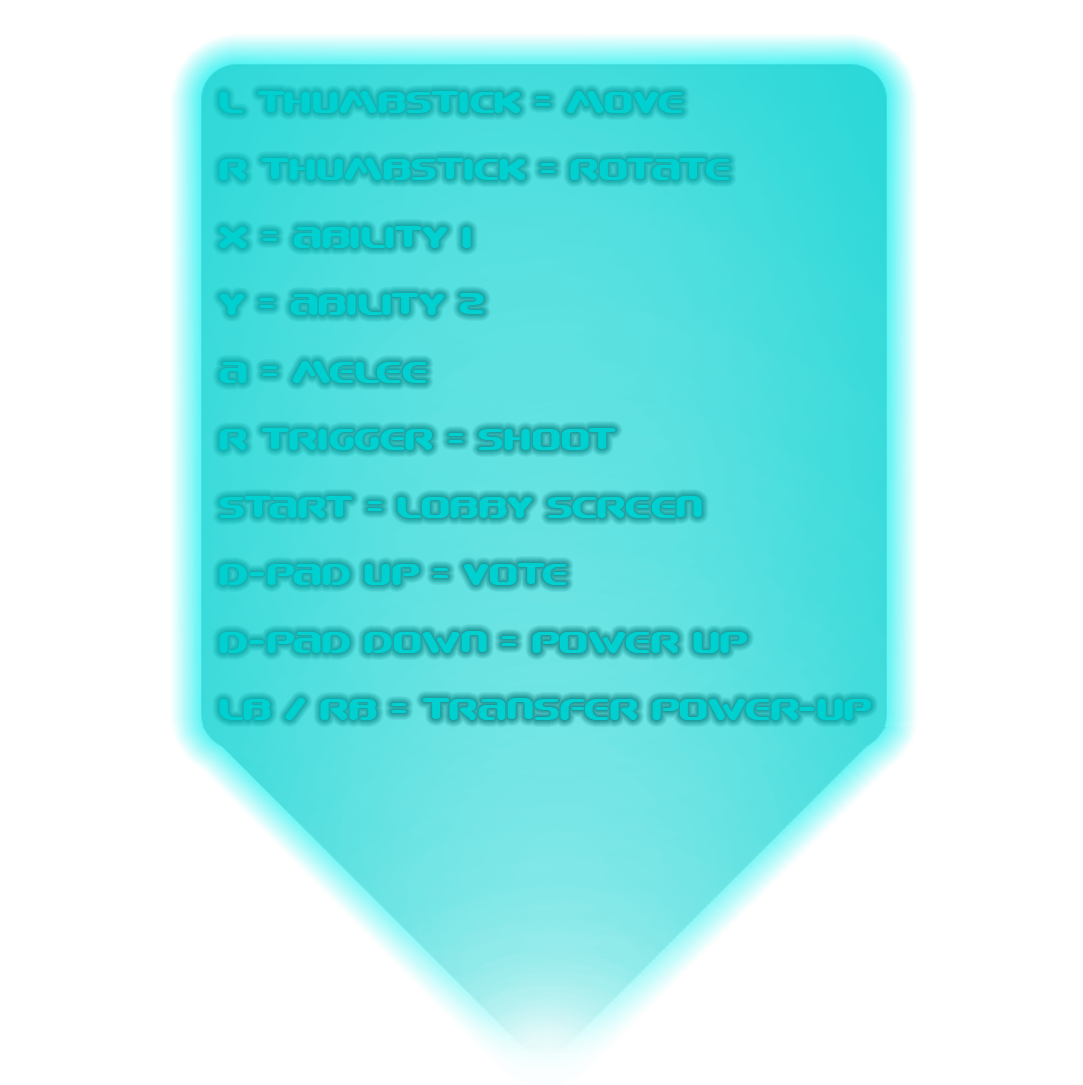 L THUMBSTICK = MOVE
R THUMBSTICK = ROTATE
X = ABILITY 1
Y = ABILITY 2
A = MELEE
R TRIGGER = SHOOT
START = LOBBY SCREEN
D-PAD UP = VOTE
D-PAD DOWN = POWER UP
LB / RB = TRANSFER POWER-UP